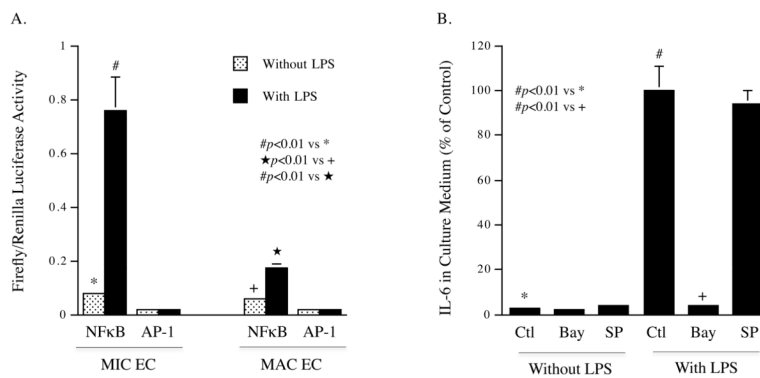 A.
Firefly/Renilla Luciferase Activity
1
0.8
0.6
0.4
0.2
0
#
*
+
★
Without LPS
With LPS
#p<0.01 vs *
★p<0.01 vs +
#p<0.01 vs ★
NFκB AP-1 NFκB AP-1
MIC EC MAC EC
B.
IL-6 in Culture Medium (% of Control)
120
100
80
60
40
20
0
#p<0.01 vs *
#p<0.01 vs +
#
*
+
Ctl Bay SP Ctl Bay SP
Without LPS With LPS